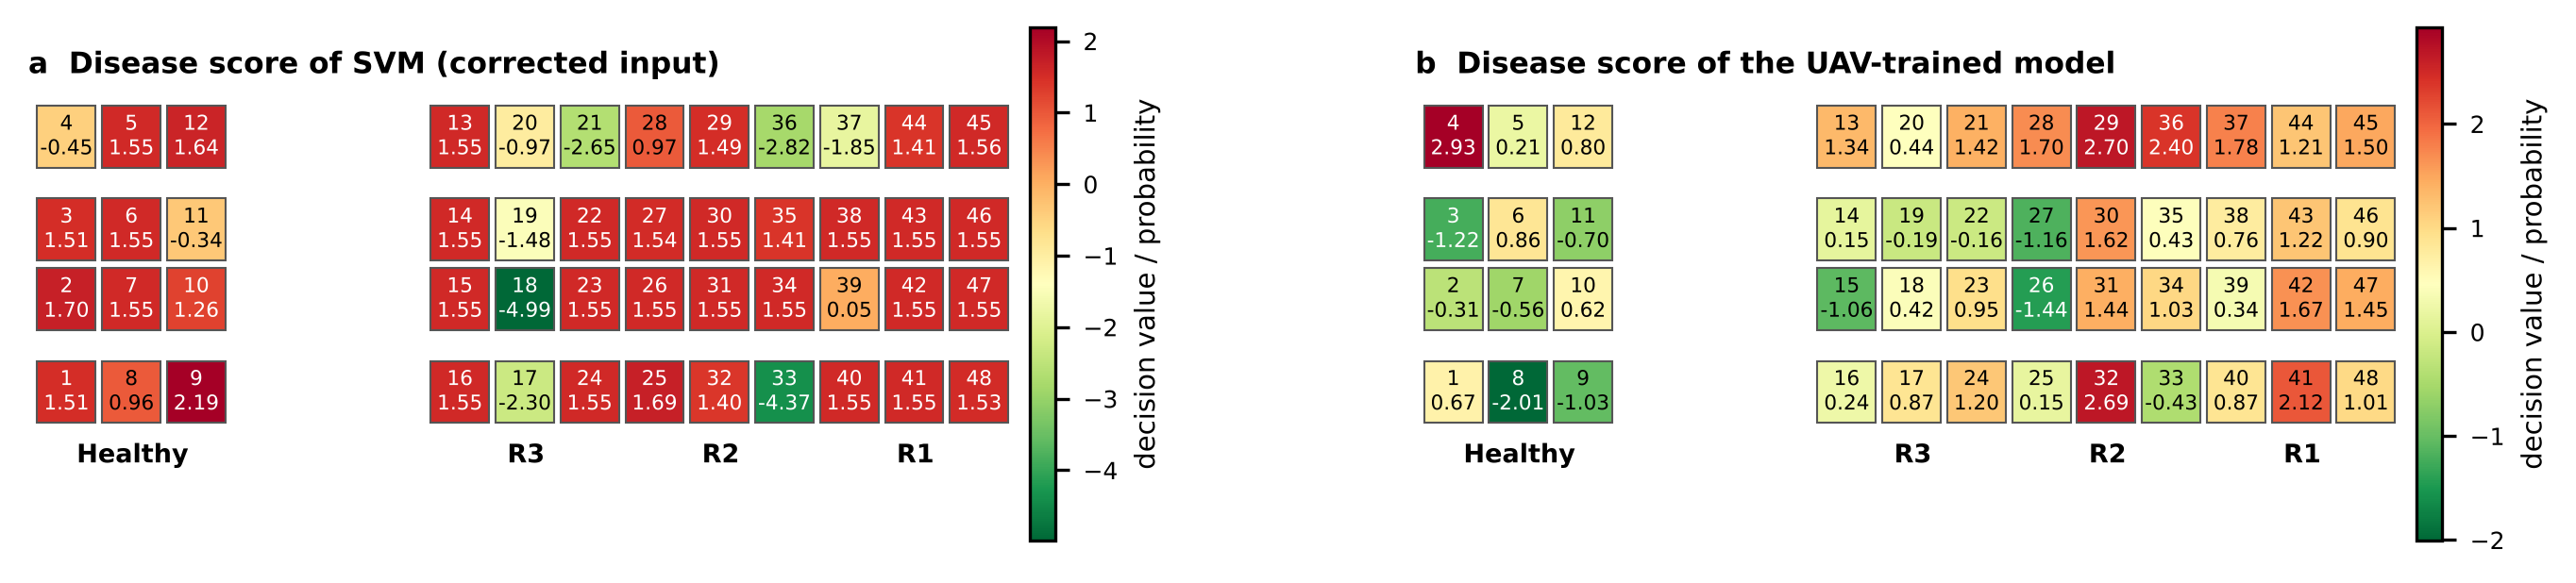 a Disease score of SVM (corrected input)
4 5 12 13 20 21 28 29 36 37 44 45
-0.45 1.55 1.64 1.55 -0.97 -2.65 0.97 1.49 -2.82 -1.85 1.41 1.56
3 6 11 14 19 22 27 30 35 38 43 46
1.51 1.55 -0.34 1.55 -1.48 1.55 1.54 1.55 1.41 1.55 1.55 1.55
2 7 10 15 18 23 26 31 34 39 42 47
1.70 1.55 1.26 1.55 -4.99 1.55 1.55 1.55 1.55 0.05 1.55 1.55
1 8 9 16 17 24 25 32 33 40 41 48
1.51 0.96 2.19 1.55 -2.30 1.55 1.69 1.40 -4.37 1.55 1.55 1.53
Healthy R3 R2 R1
2
1
0
−1
−2
−3
−4
decision value / probability
b Disease score of the UAV-trained model
4 5 12 13 20 21 28 29 36 37 44 45
2.93 0.21 0.80 1.34 0.44 1.42 1.70 2.70 2.40 1.78 1.21 1.50
3 6 11 14 19 22 27 30 35 38 43 46
-1.22 0.86 -0.70 0.15 -0.19 -0.16 -1.16 1.62 0.43 0.76 1.22 0.90
2 7 10 15 18 23 26 31 34 39 42 47
-0.31 -0.56 0.62 -1.06 0.42 0.95 -1.44 1.44 1.03 0.34 1.67 1.45
1 8 9 16 17 24 25 32 33 40 41 48
0.67 -2.01 -1.03 0.24 0.87 1.20 0.15 2.69 -0.43 0.87 2.12 1.01
Healthy R3 R2 R1
2
1
0
−1
−2
decision value / probability